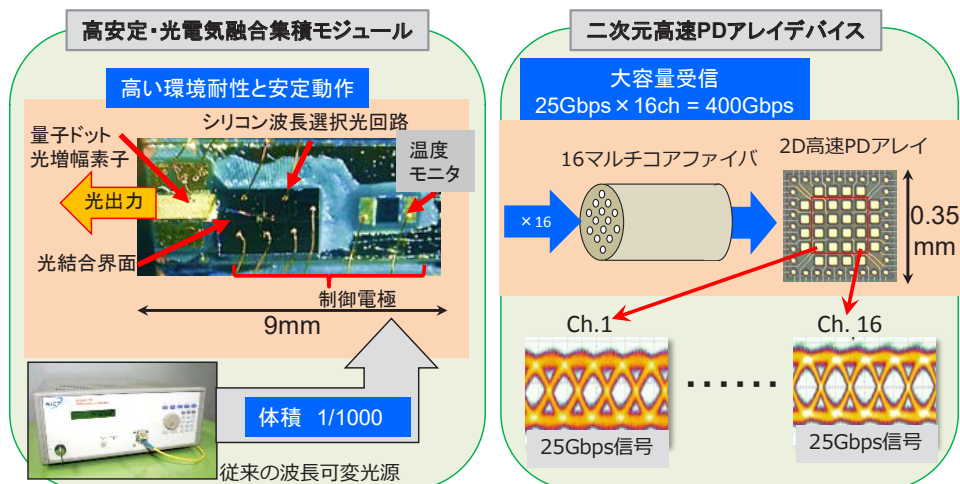 高安定・光電気融合集積モジュール
高い環境耐性と安定動作
シリコン波長選択光回路
量子ドット
光増幅素子
温度
モニタ
光出力
光結合界面
制御電極
9mm
体積 1/1000
NICT
従来の波長可変光源
二次元高速PDアレイデバイス
大容量受信
25Gbps×16ch = 400Gbps
16マルチコアファイバ
2D高速PDアレイ
×16
0.35
mm
Ch.1
Ch. 16
・・・・・・
25Gbps信号
25Gbps信号